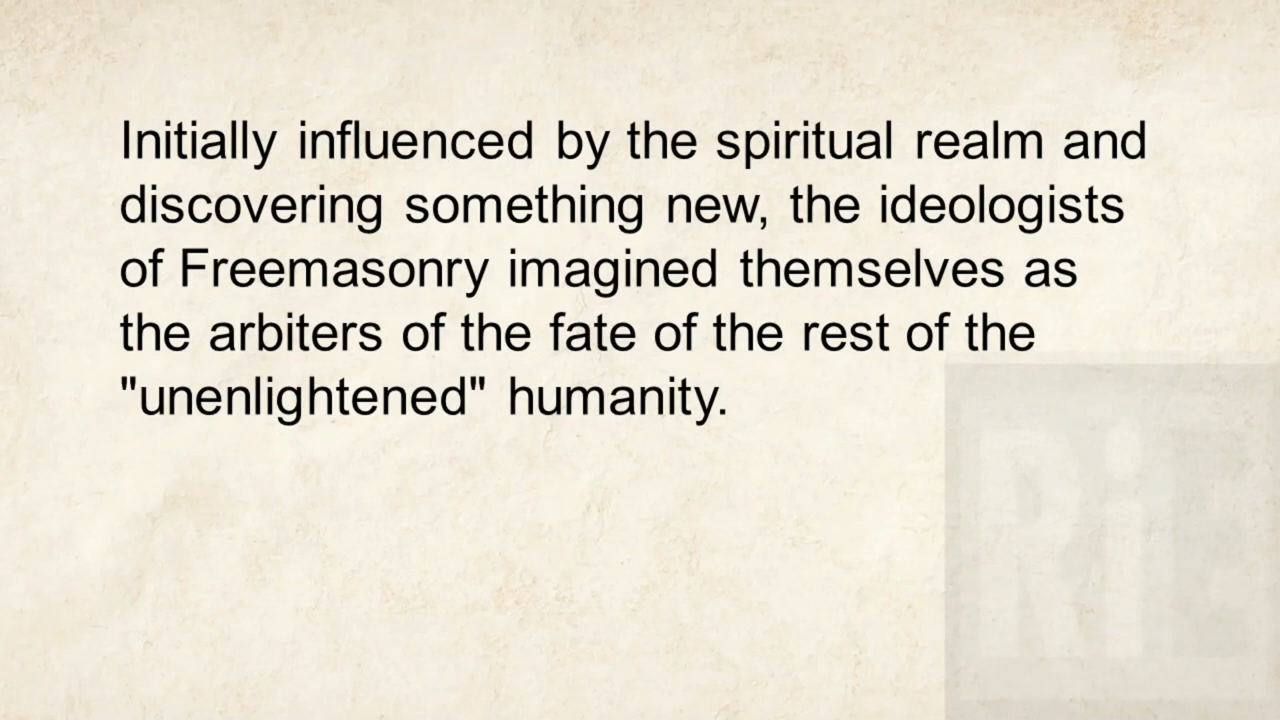 Initially influenced by the spiritual realm and
discovering something new, the ideologists
of Freemasonry imagined themselves as
the arbiters of the fate of the rest of the
"unenlightened" humanity.